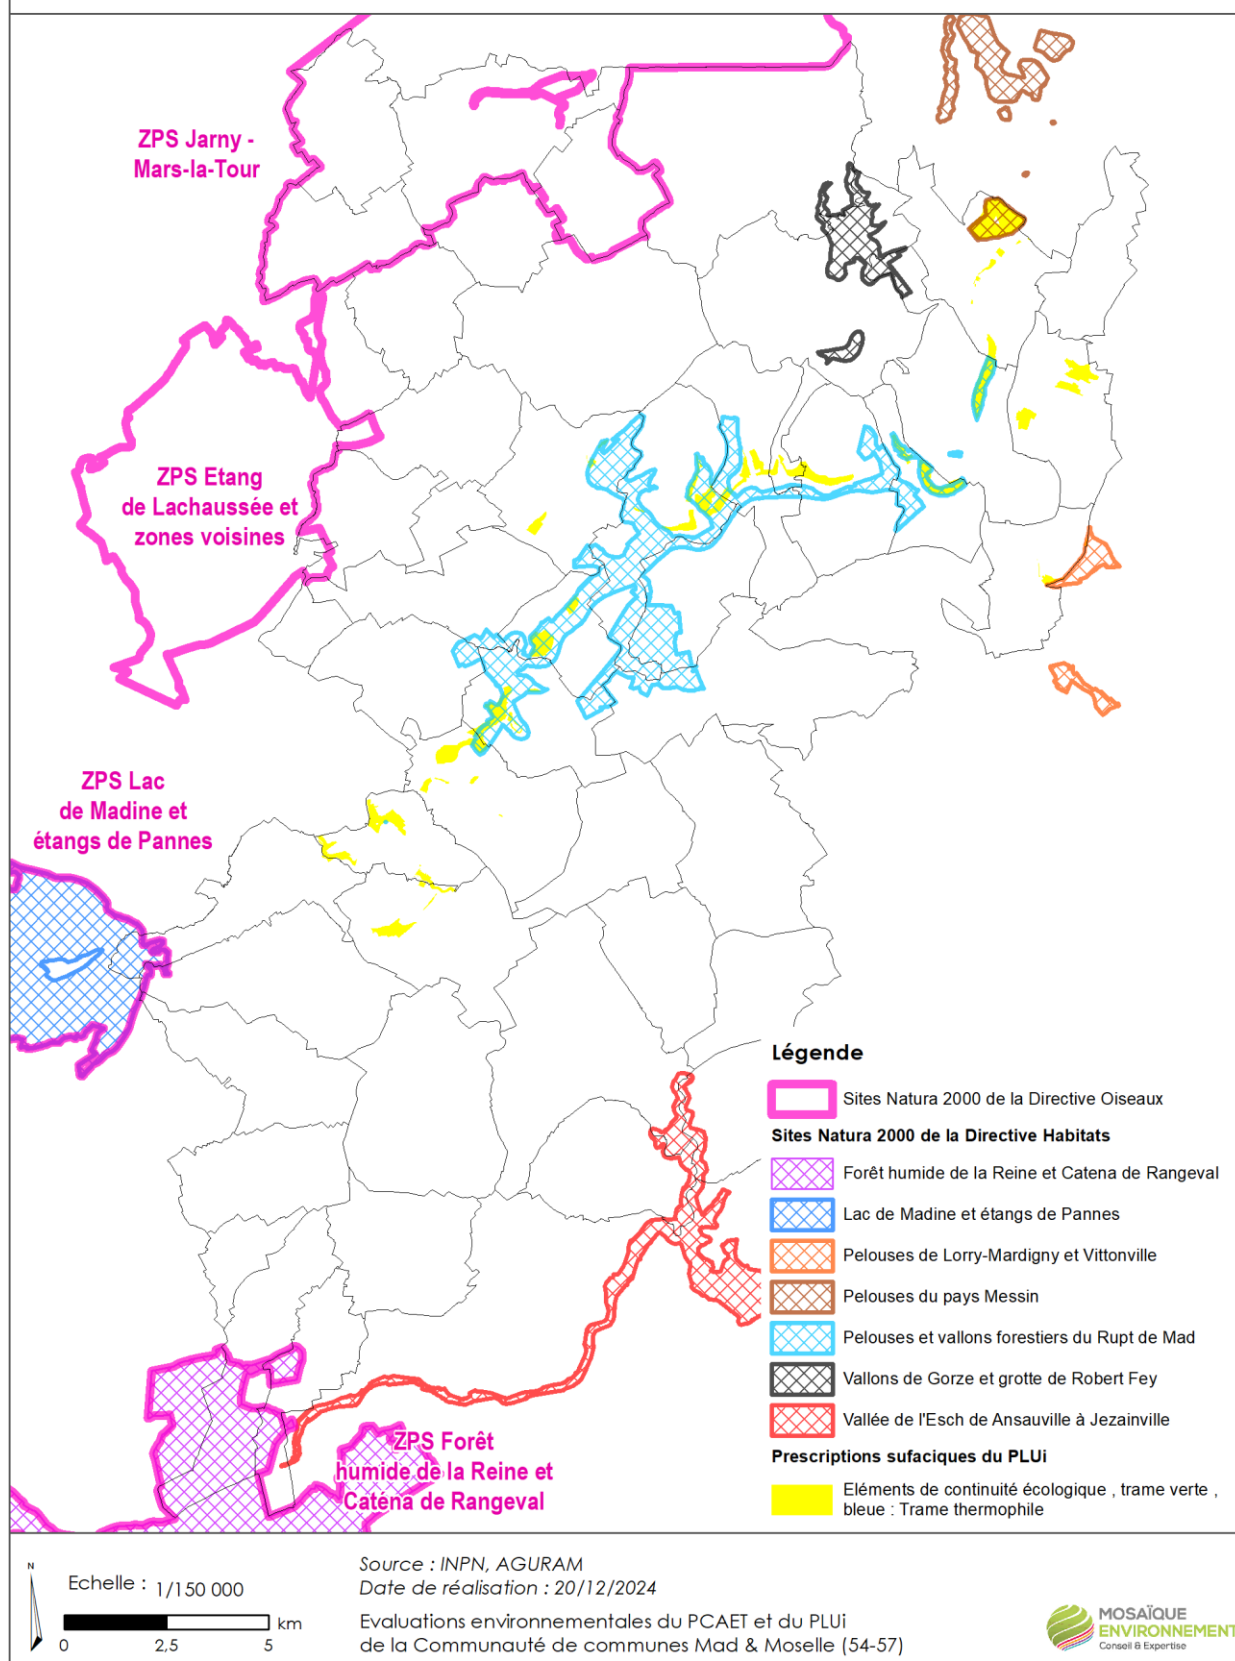 ZPS Jarny -
Mars-la-Tour
ZPS Etang
de Lachaussée et
zones voisines
ZPS Lac
de Madine et
étangs de Pannes
ZPS Forêt
humide de la Reine et
Caténa de Rangeval
Légende
Sites Natura 2000 de la Directive Oiseaux
Sites Natura 2000 de la Directive Habitats
Forêt humide de la Reine et Catena de Rangeval
Lac de Madine et étangs de Pannes
Pelouses de Lorry-Mardigny et Vittonville
Pelouses du pays Messin
Pelouses et vallons forestiers du Rupt de Mad
Vallons de Gorze et grotte de Robert Fey
Vallée de l'Esch de Ansauville à Jezainville
Prescriptions sufaciques du PLUi
Eléments de continuité écologique , trame verte ,
bleue : Trame thermophile
N
Echelle : 1/150 000
0 2,5 5 km
Source : INPN, AGURAM
Date de réalisation : 20/12/2024
Evaluations environnementales du PCAET et du PLUi
de la Communauté de communes Mad & Moselle (54-57)
MOSAÏQUE
ENVIRONNEMENT
Conseil & Expertise